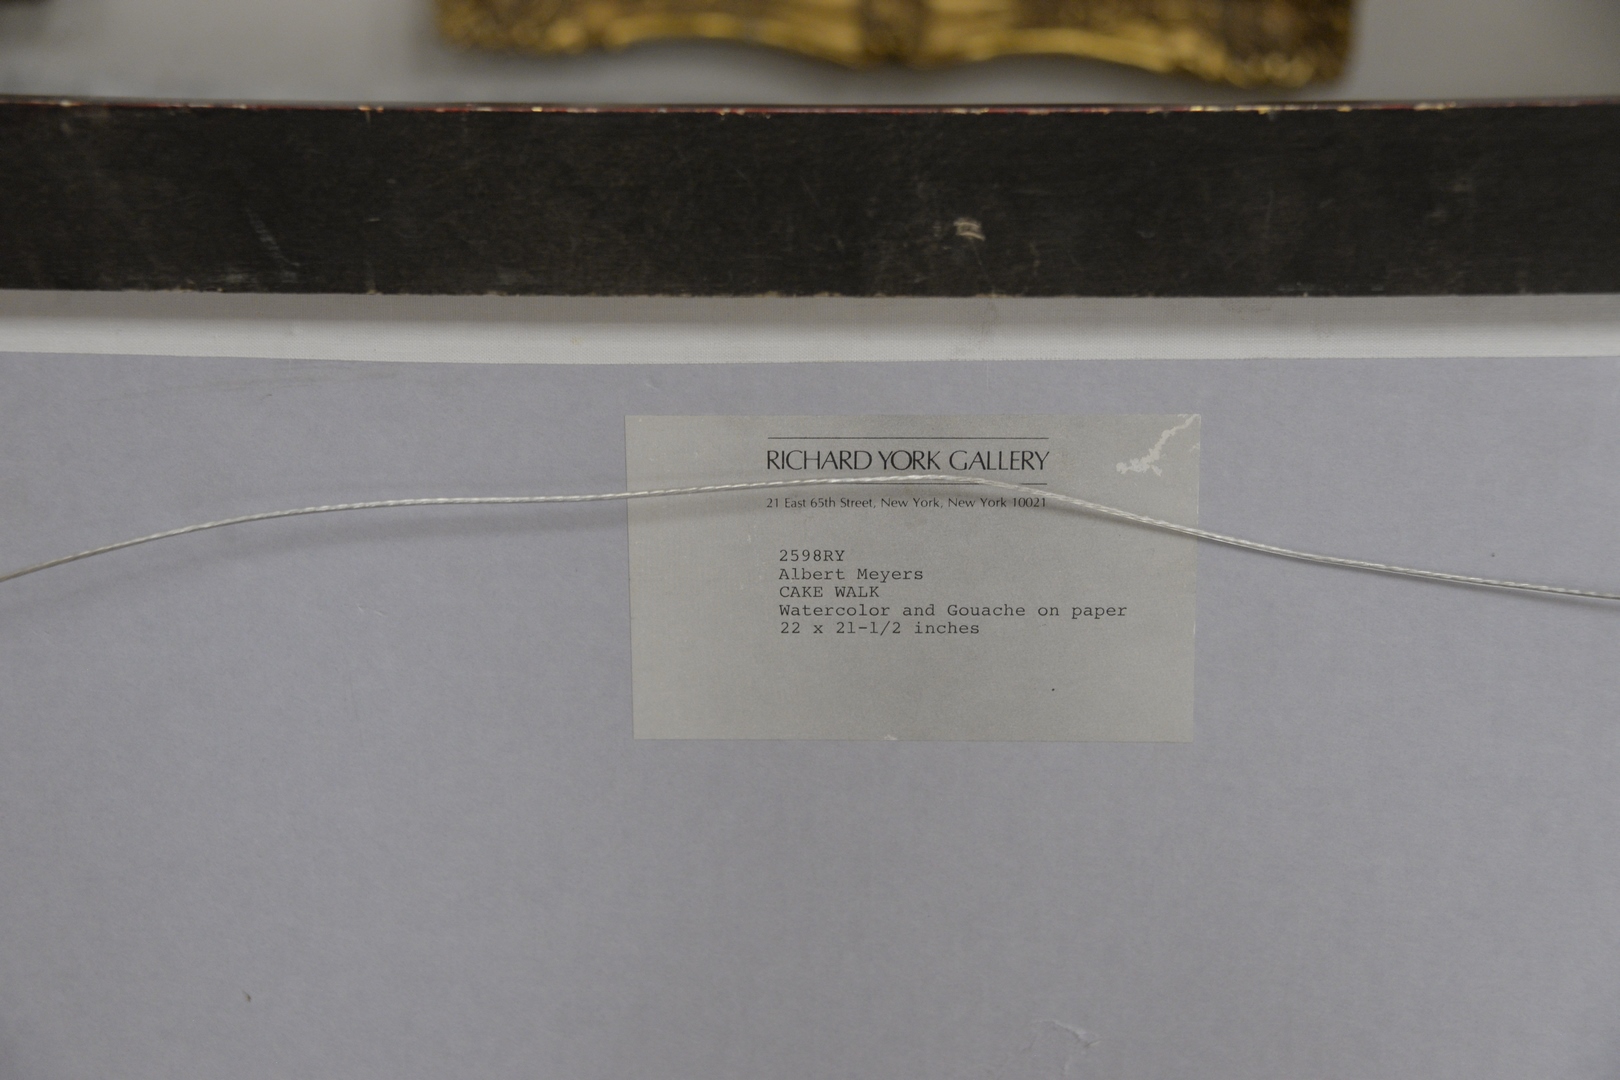 RICHARD YORK GALLERY
21 East 65th Street, New York, New York 10021
2598RY
Albert Meyers
CAKE WALK
Watercolor and Gouache on paper
22 x 21-1/2 inches